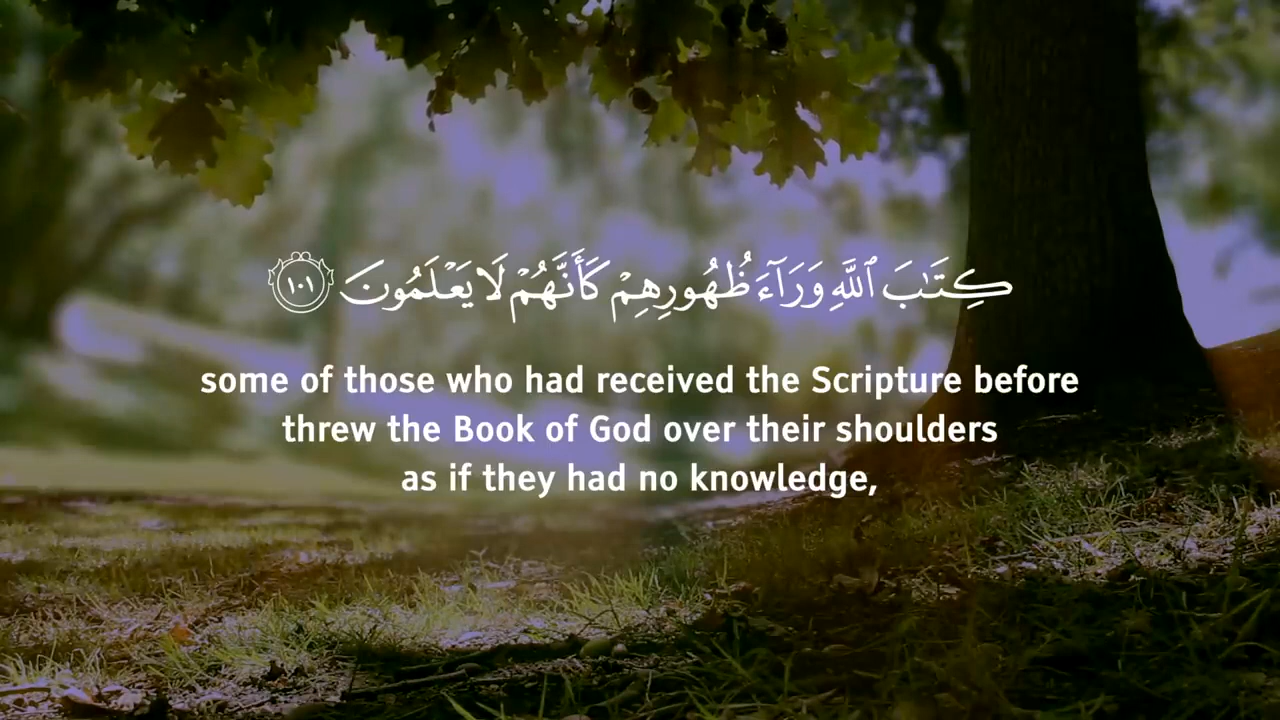 كِتَٰبَ ٱللَّهِ وَرَآءَ ظُهُورِهِمْ كَأَنَّهُمْ لَا يَعْلَمُونَ ١٠١
some of those who had received the Scripture before
threw the Book of God over their shoulders
as if they had no knowledge,